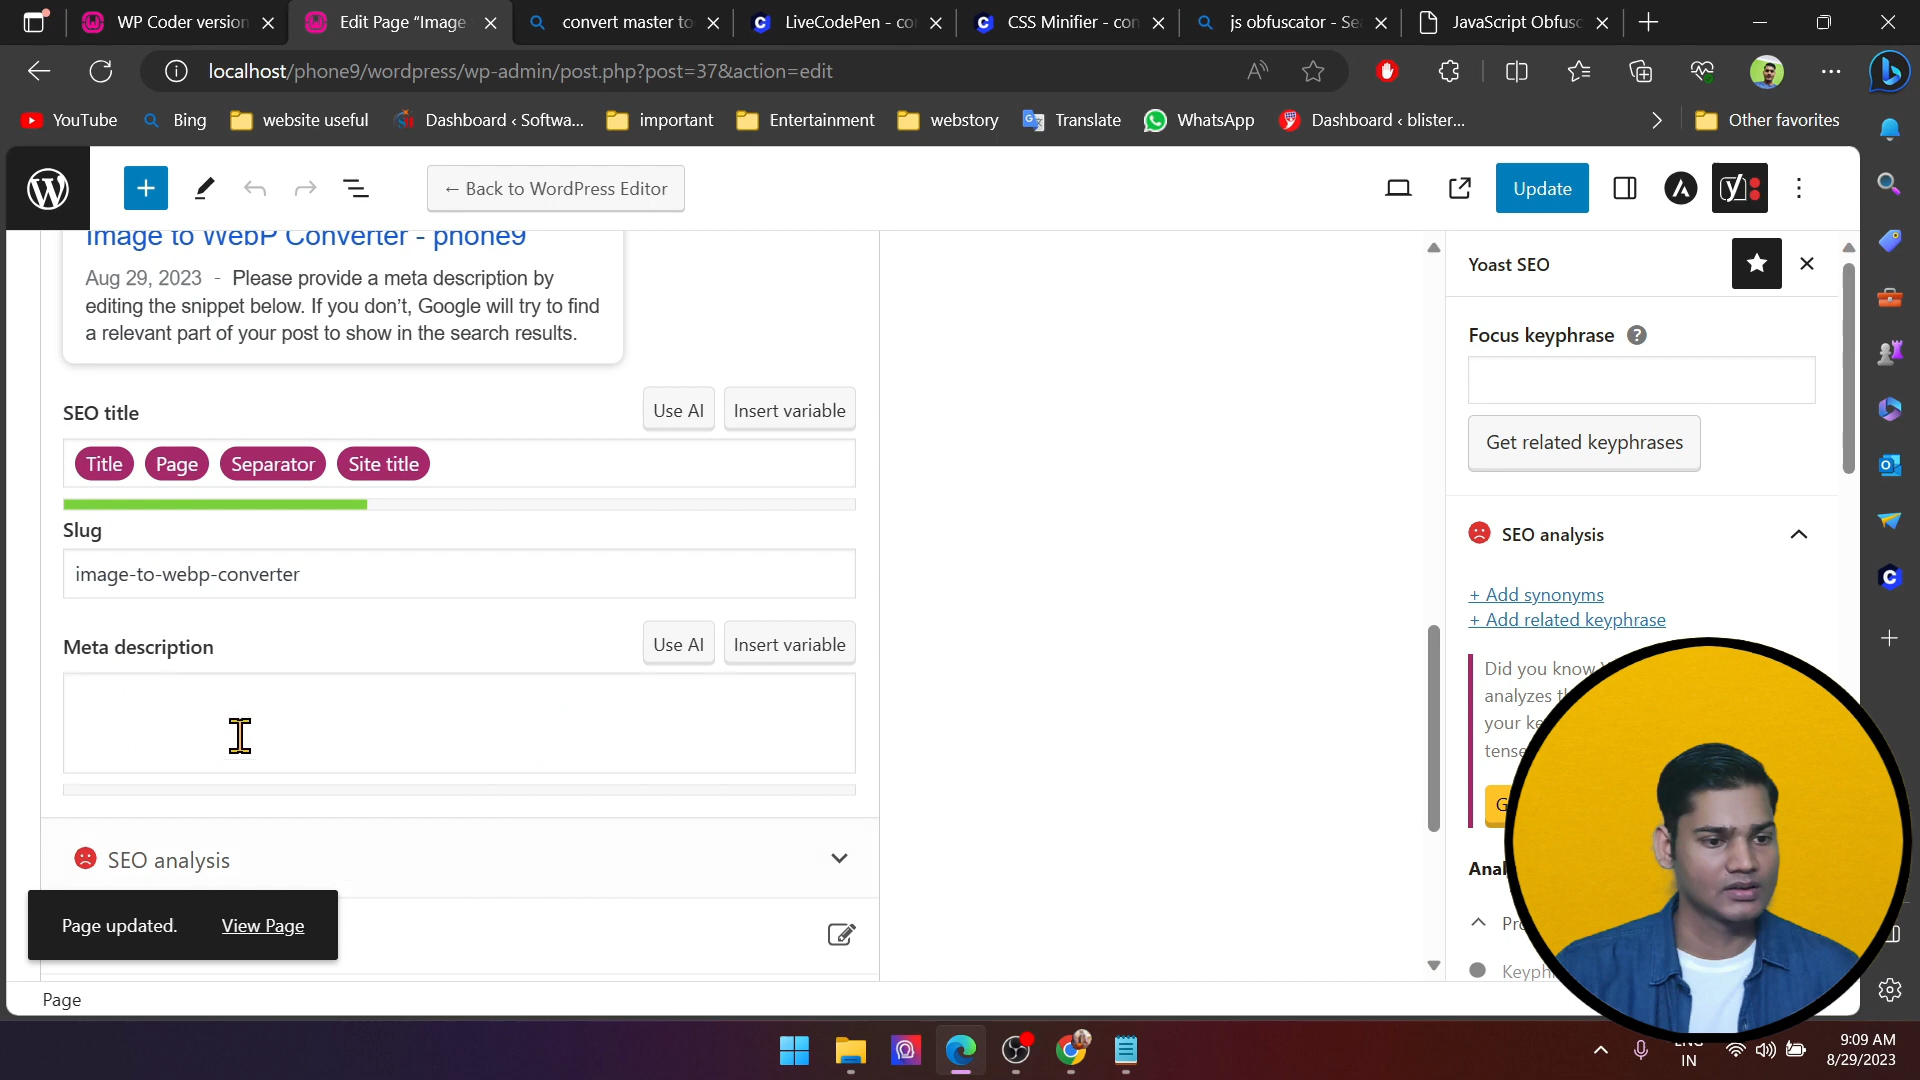 WP Coder version
Edit Page “Image
convert master to
LiveCodePen - co
CSS Minifier - con
js obfuscator - Se
JavaScript Obfusc
localhost/phone9/wordpress/wp-admin/post.php?post=37&action=edit
YouTube
Bing
website useful
Dashboard ‹ Softwa...
important
Entertainment
webstory
Translate
WhatsApp
Dashboard ‹ blister...
Other favorites
← Back to WordPress Editor
Update
Image to WebP Converter - phone9
Aug 29, 2023 - Please provide a meta description by
editing the snippet below. If you don’t, Google will try to find
a relevant part of your post to show in the search results.
SEO title
Use AI
Insert variable
Title
Page
Separator
Site title
Slug
image-to-webp-converter
Meta description
Use AI
Insert variable
SEO analysis
Page updated.
View Page
Page
Yoast SEO
Focus keyphrase
Get related keyphrases
SEO analysis
+ Add synonyms
+ Add related keyphrase
Did you know
analyzes
your
tense
IN
9:09 AM
8/29/2023